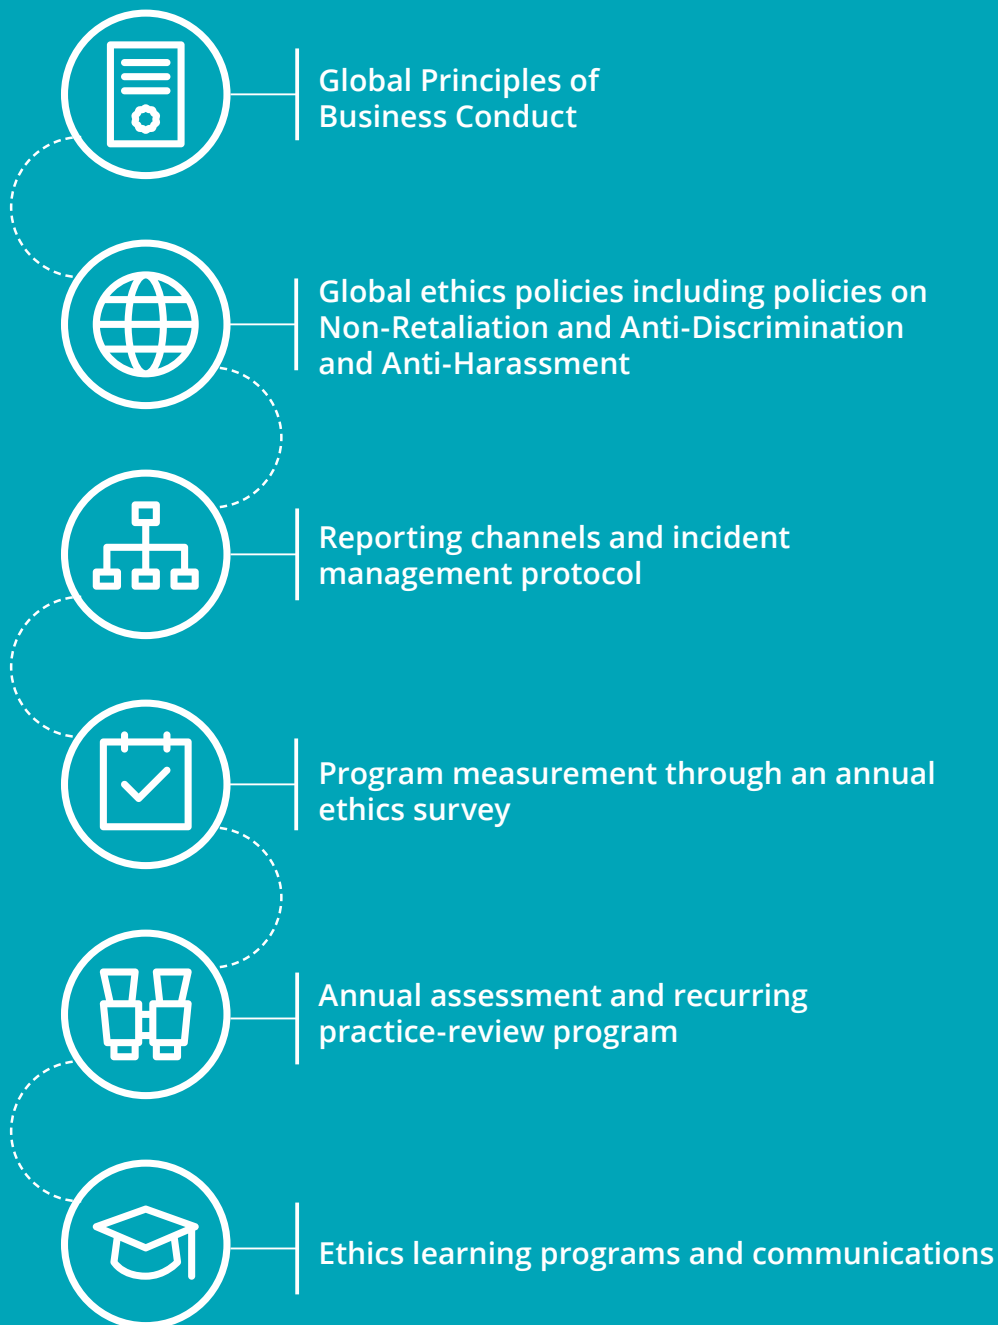 Global Principles of
Business Conduct
Global ethics policies including policies on
Non-Retaliation and Anti-Discrimination
and Anti-Harassment
Reporting channels and incident
management protocol
Program measurement through an annual
ethics survey
Annual assessment and recurring
practice-review program
Ethics learning programs and communications